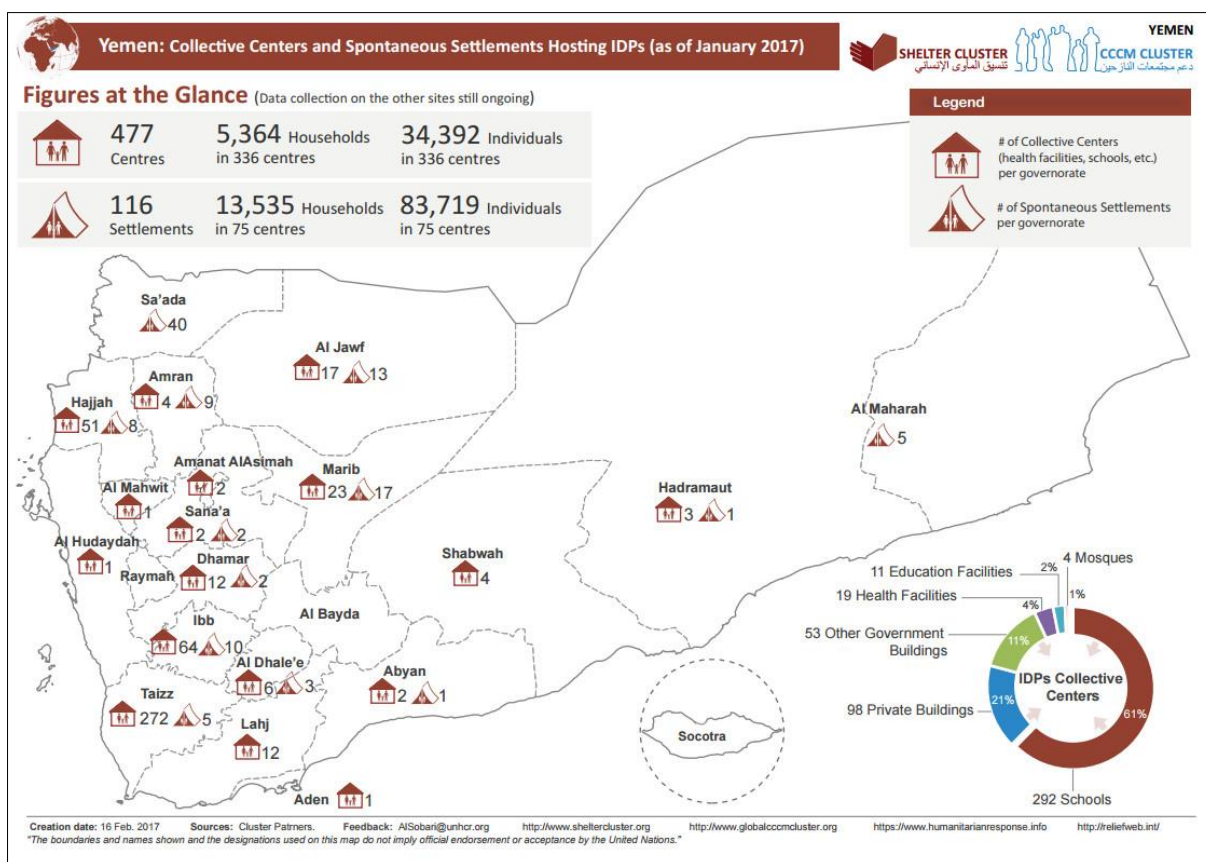 Yemen: Collective Centers and Spontaneous Settlements Hosting IDPs (as of January 2017)
SHELTER CLUSTER
تنسيق المأوى الإنساني
YEMEN
CCCM CLUSTER
دعم مجتمعات النازحين
Figures at the Glance (Data collection on the other sites still ongoing)
477 5,364 Households 34,392 Individuals
Centres in 336 centres in 336 centres
116 13,535 Households 83,719 Individuals
Settlements in 75 centres in 75 centres
Legend
# of Collective Centers
(health facilities, schools, etc.)
per governorate
# of Spontaneous Settlements
per governorate
Sa'ada
40
Al Jawf
17 13
Amran
4 9
Hajjah
51 8
Al Maharah
5
Amanat AlAsimah
2
Marib
23 17
Al Mahwit
1
Hadramaut
3 1
Sana'a
2 2
Al Hudaydah
1
Shabwah
4
Dhamar
12 2
Raymah
Al Bayda
Ibb
64 10
Al Dhale'e
6 3
Abyan
2 1
Taizz
272 5
Lahj
12
Aden 1
Socotra
4 Mosques
1%
11 Education Facilities
2%
19 Health Facilities
4%
53 Other Government
Buildings
11%
IDPs Collective
Centers
98 Private Buildings
21%
61%
292 Schools
Creation date: 16 Feb. 2017 Sources: Cluster Patrners. Feedback: AlSobari@unhcr.org http://www.sheltercluster.org http://www.globalcccmcluster.org https://www.humanitarianresponse.info http://reliefweb.int/
"The boundaries and names shown and the designations used on this map do not imply official endorsement or acceptance by the United Nations."